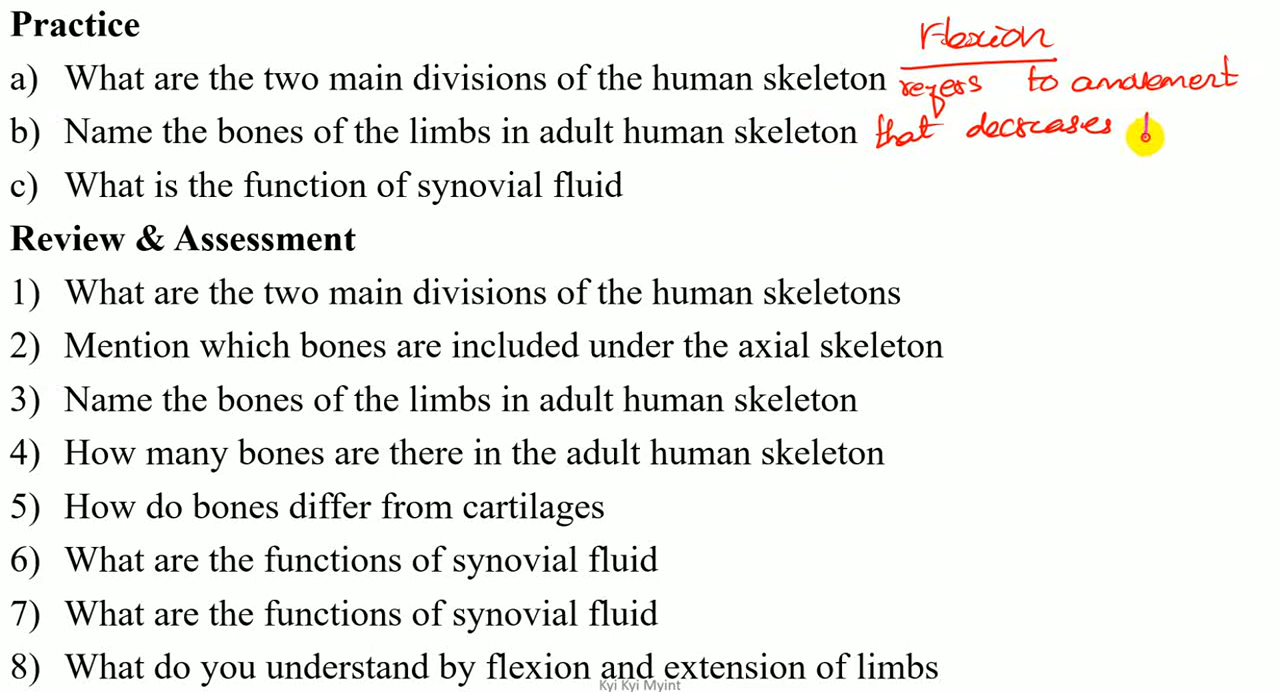 Practice
a) What are the two main divisions of the human skeleton
b) Name the bones of the limbs in adult human skeleton
c) What is the function of synovial fluid
Flexion
refers to a movement
that decreases
Review & Assessment
1) What are the two main divisions of the human skeletons
2) Mention which bones are included under the axial skeleton
3) Name the bones of the limbs in adult human skeleton
4) How many bones are there in the adult human skeleton
5) How do bones differ from cartilages
6) What are the functions of synovial fluid
7) What are the functions of synovial fluid
8) What do you understand by flexion and extension of limbs
Kyi Kyi Myint